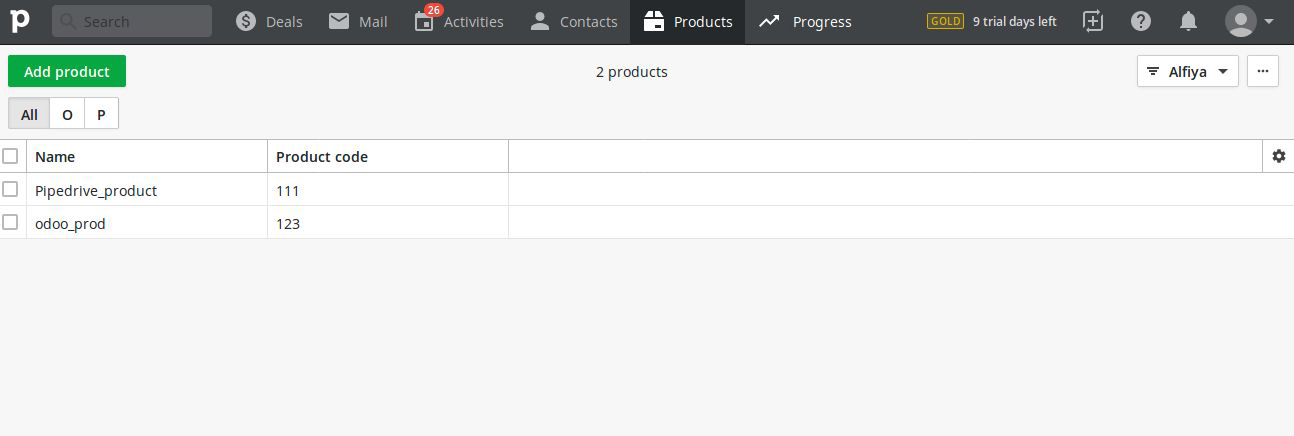 p Search Deals Mail 26 Activities Contacts Products Progress GOLD 9 trial days left
Add product 2 products Alfiya ...
All O P
Name Product code
Pipedrive_product 111
odoo_prod 123